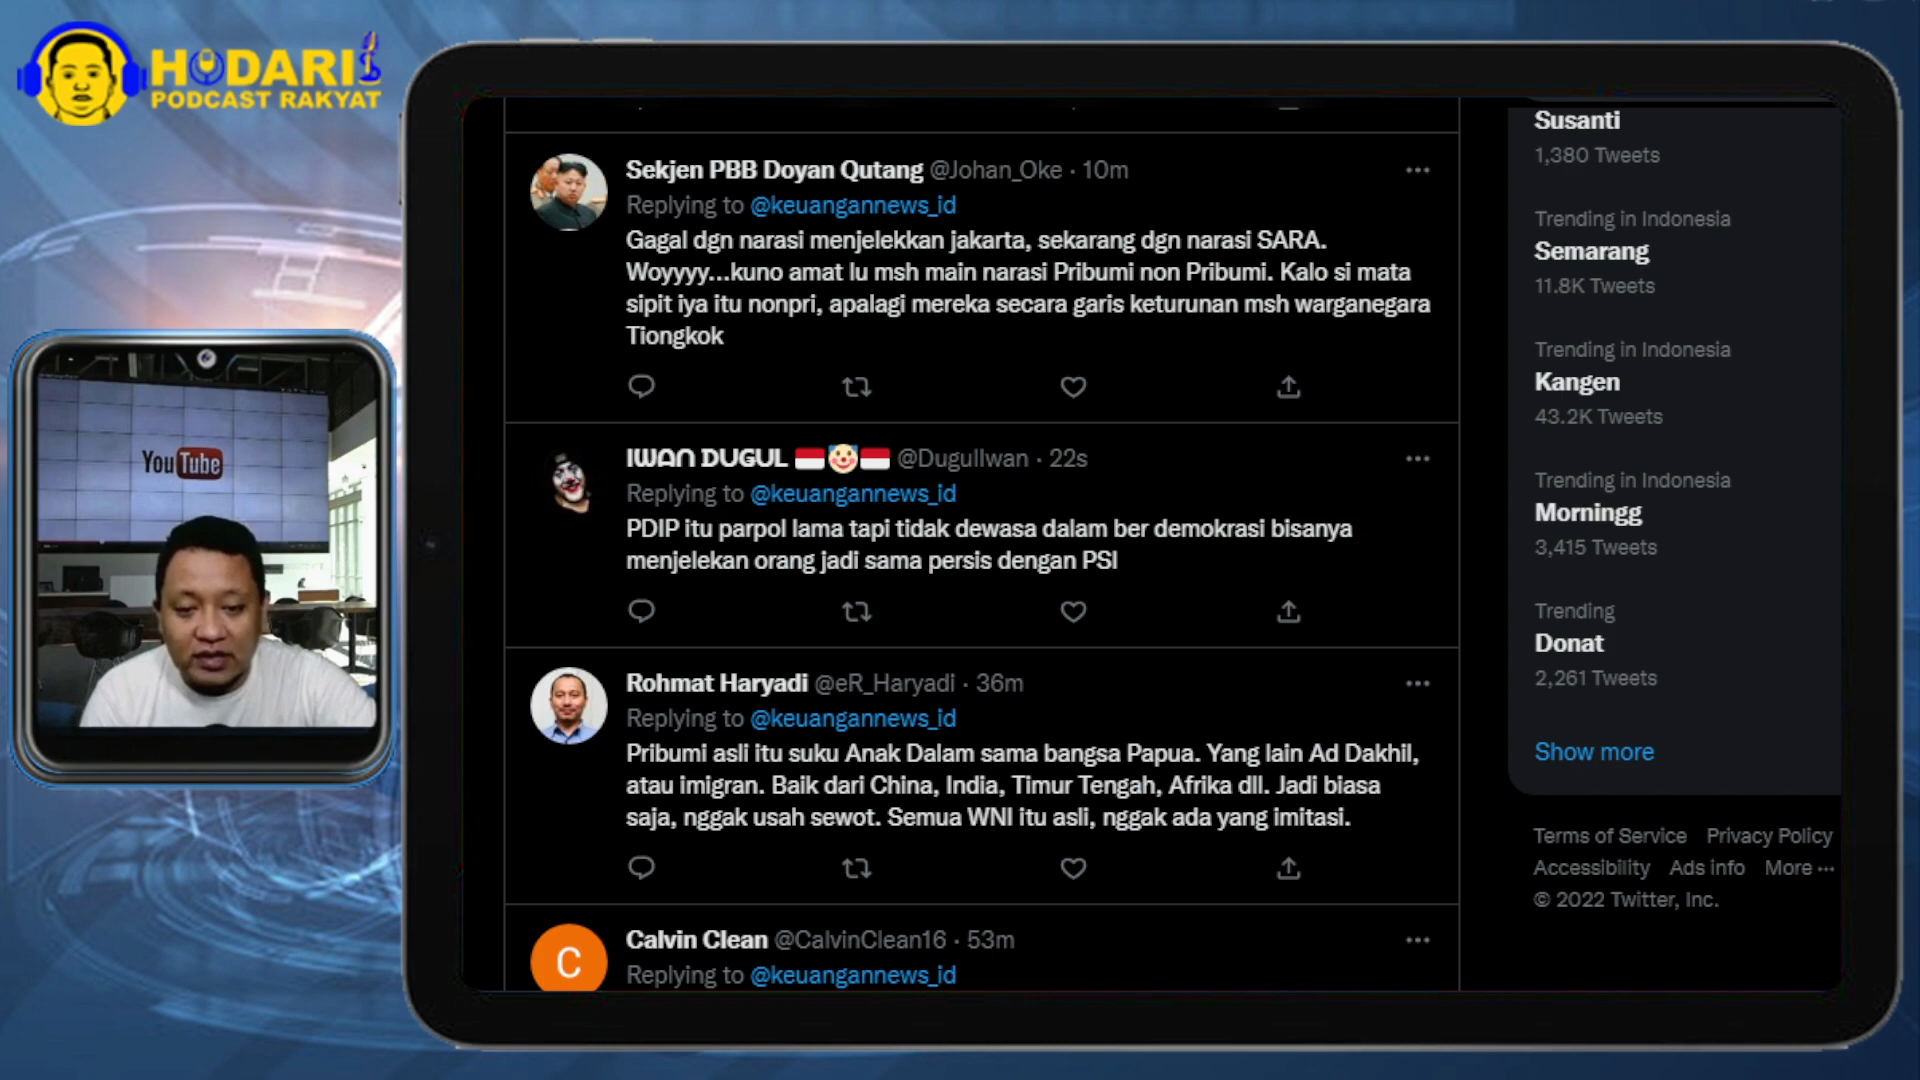 HODARI
PODCAST RAKYAT
YouTube
Sekjen PBB Doyan Qutang @Johan_Oke · 10m
Replying to @keuangannews_id
Gagal dgn narasi menjelekkan jakarta, sekarang dgn narasi SARA.
Woyyyy...kuno amat lu msh main narasi Pribumi non Pribumi. Kalo si mata
sipit iya itu nonpri, apalagi mereka secara garis keturunan msh warganegara
Tiongkok
IWAN DUGUL 🇮🇩🤡🇮🇩 @DugulIwan · 22s
Replying to @keuangannews_id
PDIP itu parpol lama tapi tidak dewasa dalam ber demokrasi bisanya
menjelekan orang jadi sama persis dengan PSI
Rohmat Haryadi @eR_Haryadi · 36m
Replying to @keuangannews_id
Pribumi asli itu suku Anak Dalam sama bangsa Papua. Yang lain Ad Dakhil,
atau imigran. Baik dari China, India, Timur Tengah, Afrika dll. Jadi biasa
saja, nggak usah sewot. Semua WNI itu asli, nggak ada yang imitasi.
C
Calvin Clean @CalvinClean16 · 53m
Replying to @keuangannews_id
Susanti
1,380 Tweets
Trending in Indonesia
Semarang
11.8K Tweets
Trending in Indonesia
Kangen
43.2K Tweets
Trending in Indonesia
Morningg
3,415 Tweets
Trending
Donat
2,261 Tweets
Show more
Terms of Service Privacy Policy
Accessibility Ads info More ···
© 2022 Twitter, Inc.